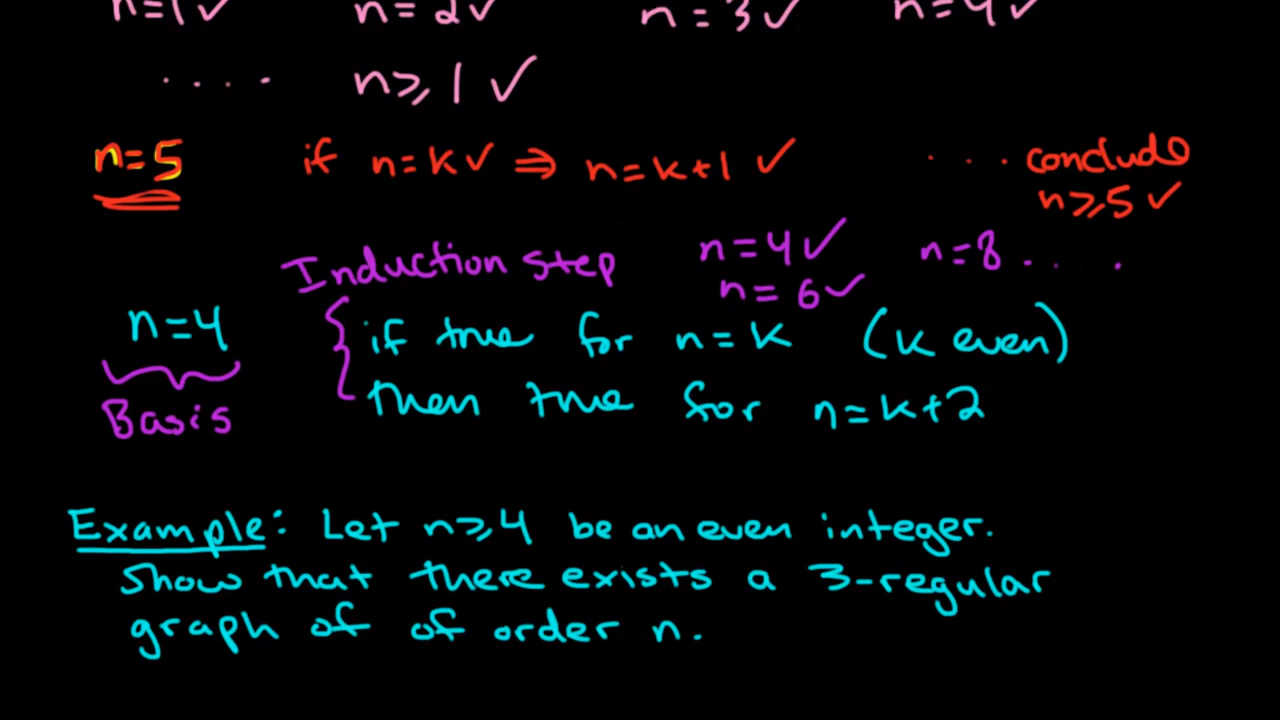 n=1✓ n=2✓ n=3✓ n=4✓
.... n≥1✓
n=5 if n=k✓ ⇒ n=k+1 ✓ ... conclude
n≥5✓
Induction step n=4✓ n=8....
n=6✓
n=4 if true for n=k (k even)
Basis then true for n=k+2
Example: Let n≥4 be an even integer.
Show that there exists a 3-regular
graph of of order n.